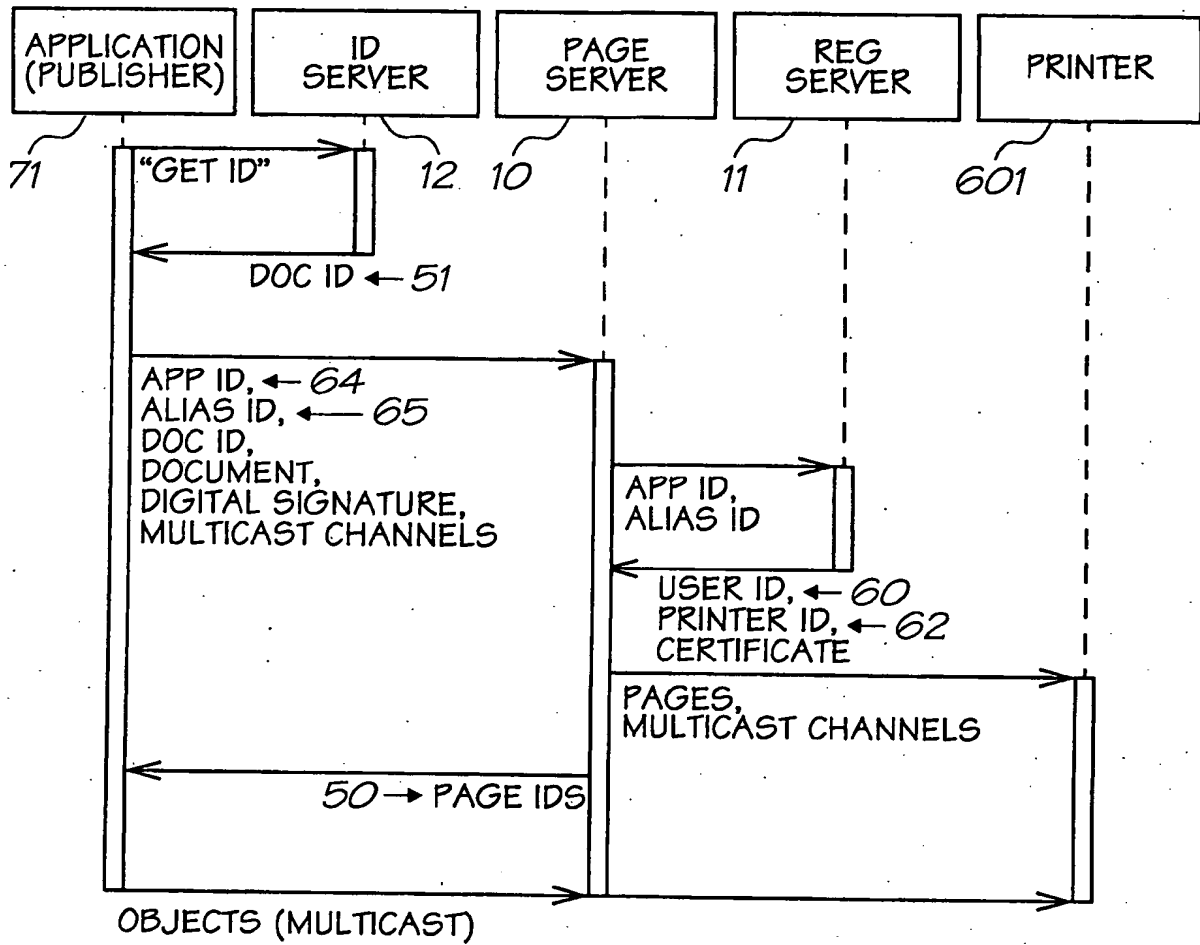 APPLICATION
(PUBLISHER)
ID
SERVER
PAGE
SERVER
REG
SERVER
PRINTER
71
12
10
11
601
"GET ID"
DOC ID ← 51
APP ID, ← 64
ALIAS ID, ← 65
DOC ID,
DOCUMENT,
DIGITAL SIGNATURE,
MULTICAST CHANNELS
APP ID,
ALIAS ID
USER ID, ← 60
PRINTER ID, ← 62
CERTIFICATE
PAGES,
MULTICAST CHANNELS
50 → PAGE IDS
OBJECTS (MULTICAST)